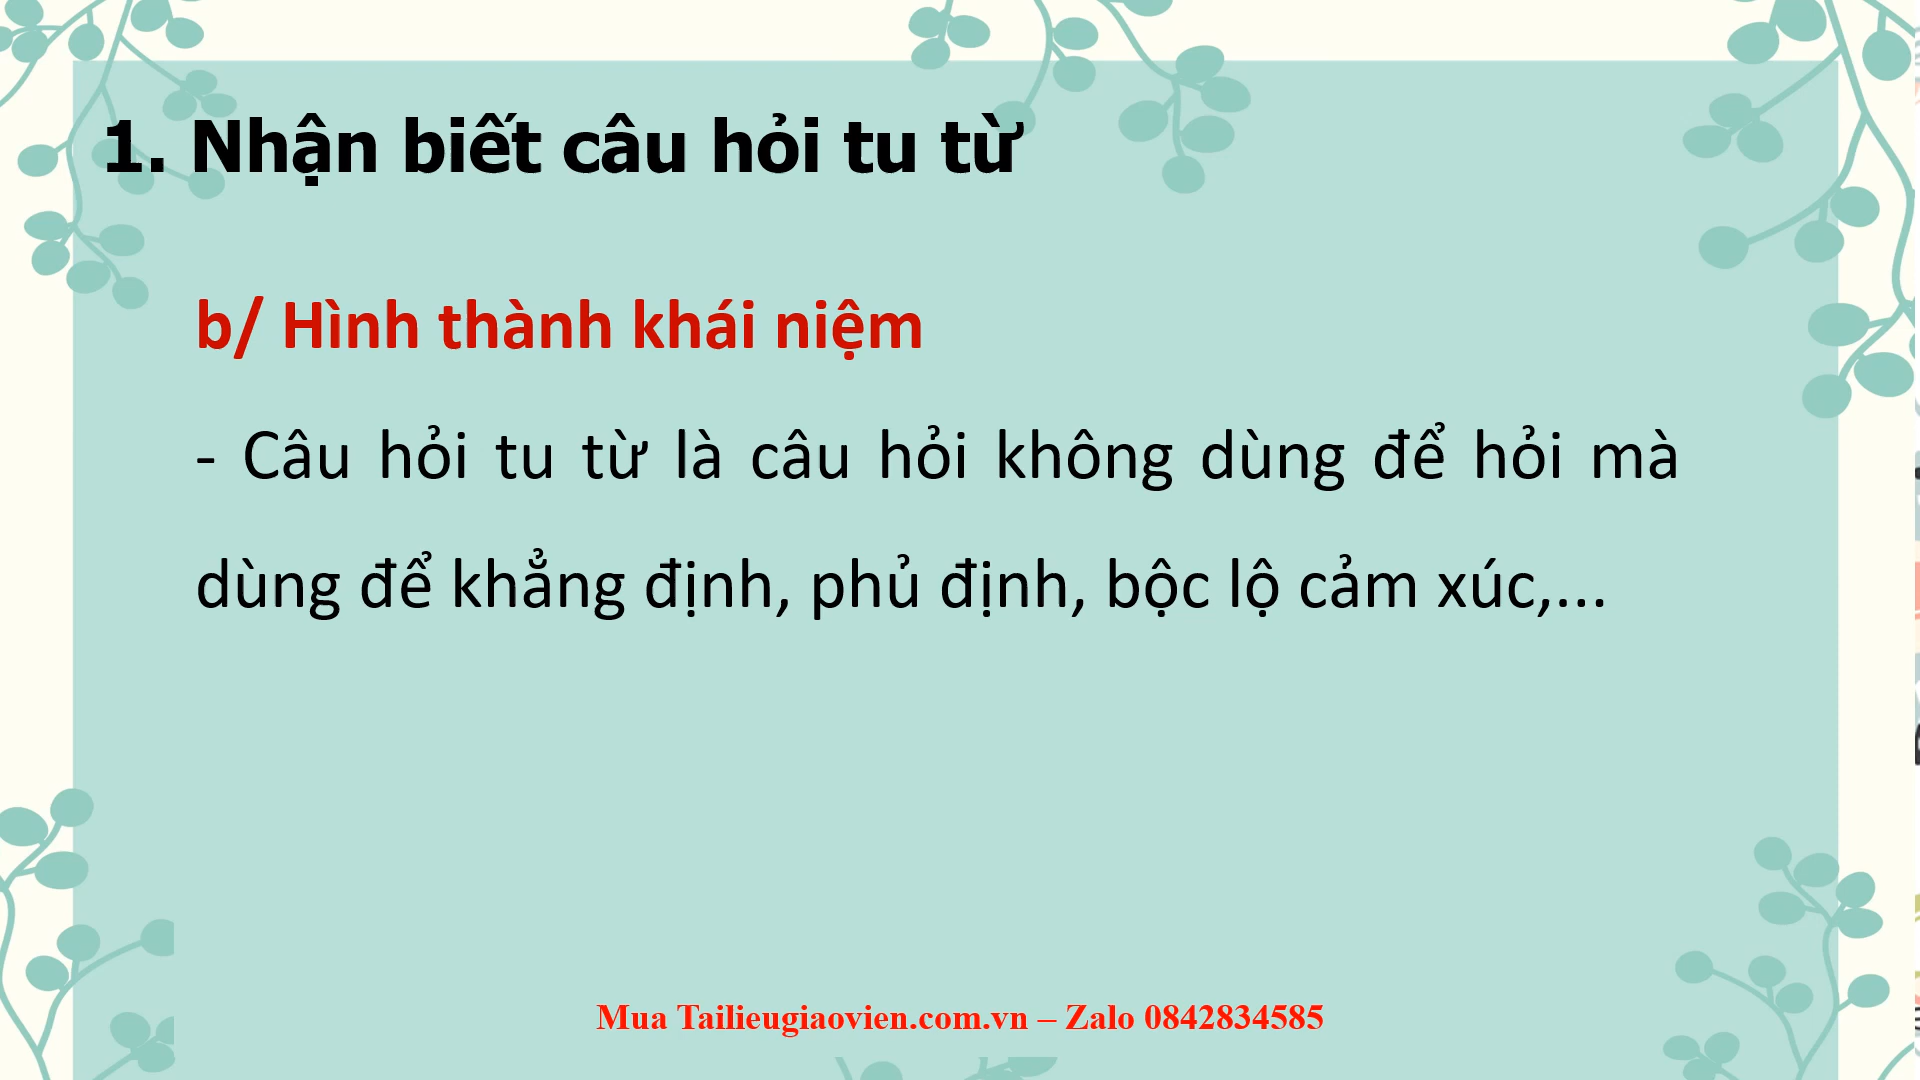 1. Nhận biết câu hỏi tu từ
b/ Hình thành khái niệm
- Câu hỏi tu từ là câu hỏi không dùng để hỏi mà
dùng để khẳng định, phủ định, bộc lộ cảm xúc,...
Mua Tailieugiaovien.com.vn – Zalo 0842834585